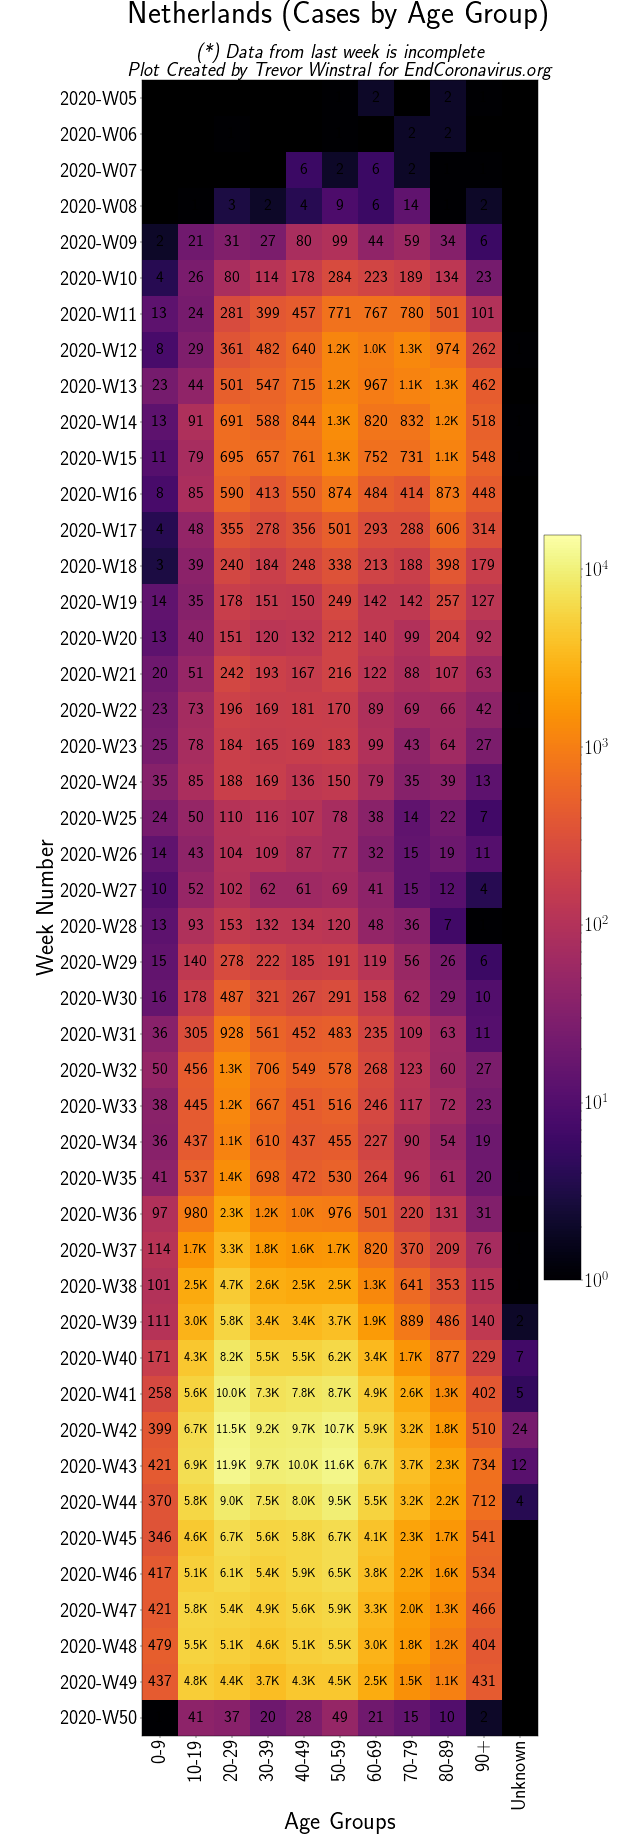 Netherlands (Cases by Age Group)
(*) Data from last week is incomplete
Plot Created by Trevor Winstral for EndCoronavirus.org
2020-W05 2 2
2020-W06 2 2
2020-W07 6 2 6 2
2020-W08 3 2 4 9 6 14 2
2020-W09 2 21 31 27 80 99 44 59 34 6
2020-W10 4 26 80 114 178 284 223 189 134 23
2020-W11 13 24 281 399 457 771 767 780 501 101
2020-W12 8 29 361 482 640 1.2K 1.0K 1.3K 974 262
2020-W13 23 44 501 547 715 1.2K 967 1.1K 1.3K 462
2020-W14 13 91 691 588 844 1.3K 820 832 1.2K 518
2020-W15 11 79 695 657 761 1.3K 752 731 1.1K 548
2020-W16 8 85 590 413 550 874 484 414 873 448
2020-W17 4 48 355 278 356 501 293 288 606 314
2020-W18 3 39 240 184 248 338 213 188 398 179
2020-W19 14 35 178 151 150 249 142 142 257 127
2020-W20 13 40 151 120 132 212 140 99 204 92
2020-W21 20 51 242 193 167 216 122 88 107 63
2020-W22 23 73 196 169 181 170 89 69 66 42
2020-W23 25 78 184 165 169 183 99 43 64 27
2020-W24 35 85 188 169 136 150 79 35 39 13
2020-W25 24 50 110 116 107 78 38 14 22 7
2020-W26 14 43 104 109 87 77 32 15 19 11
2020-W27 10 52 102 62 61 69 41 15 12 4
2020-W28 13 93 153 132 134 120 48 36 7
2020-W29 15 140 278 222 185 191 119 56 26 6
2020-W30 16 178 487 321 267 291 158 62 29 10
2020-W31 36 305 928 561 452 483 235 109 63 11
2020-W32 50 456 1.3K 706 549 578 268 123 60 27
2020-W33 38 445 1.2K 667 451 516 246 117 72 23
2020-W34 36 437 1.1K 610 437 455 227 90 54 19
2020-W35 41 537 1.4K 698 472 530 264 96 61 20
2020-W36 97 980 2.3K 1.2K 1.0K 976 501 220 131 31
2020-W37 114 1.7K 3.3K 1.8K 1.6K 1.7K 820 370 209 76
2020-W38 101 2.5K 4.7K 2.6K 2.5K 2.5K 1.3K 641 353 115
2020-W39 111 3.0K 5.8K 3.4K 3.4K 3.7K 1.9K 889 486 140 2
2020-W40 171 4.3K 8.2K 5.5K 5.5K 6.2K 3.4K 1.7K 877 229 7
2020-W41 258 5.6K 10.0K 7.3K 7.8K 8.7K 4.9K 2.6K 1.3K 402 5
2020-W42 399 6.7K 11.5K 9.2K 9.7K 10.7K 5.9K 3.2K 1.8K 510 24
2020-W43 421 6.9K 11.9K 9.7K 10.0K 11.6K 6.7K 3.7K 2.3K 734 12
2020-W44 370 5.8K 9.0K 7.5K 8.0K 9.5K 5.5K 3.2K 2.2K 712 4
2020-W45 346 4.6K 6.7K 5.6K 5.8K 6.7K 4.1K 2.3K 1.7K 541
2020-W46 417 5.1K 6.1K 5.4K 5.9K 6.5K 3.8K 2.2K 1.6K 534
2020-W47 421 5.8K 5.4K 4.9K 5.6K 5.9K 3.3K 2.0K 1.3K 466
2020-W48 479 5.5K 5.1K 4.6K 5.1K 5.5K 3.0K 1.8K 1.2K 404
2020-W49 437 4.8K 4.4K 3.7K 4.3K 4.5K 2.5K 1.5K 1.1K 431
2020-W50 41 37 20 28 49 21 15 10 2
0-9 10-19 20-29 30-39 40-49 50-59 60-69 70-79 80-89 90+ Unknown
Age Groups
Week Number
10⁴
10³
10²
10¹
10⁰